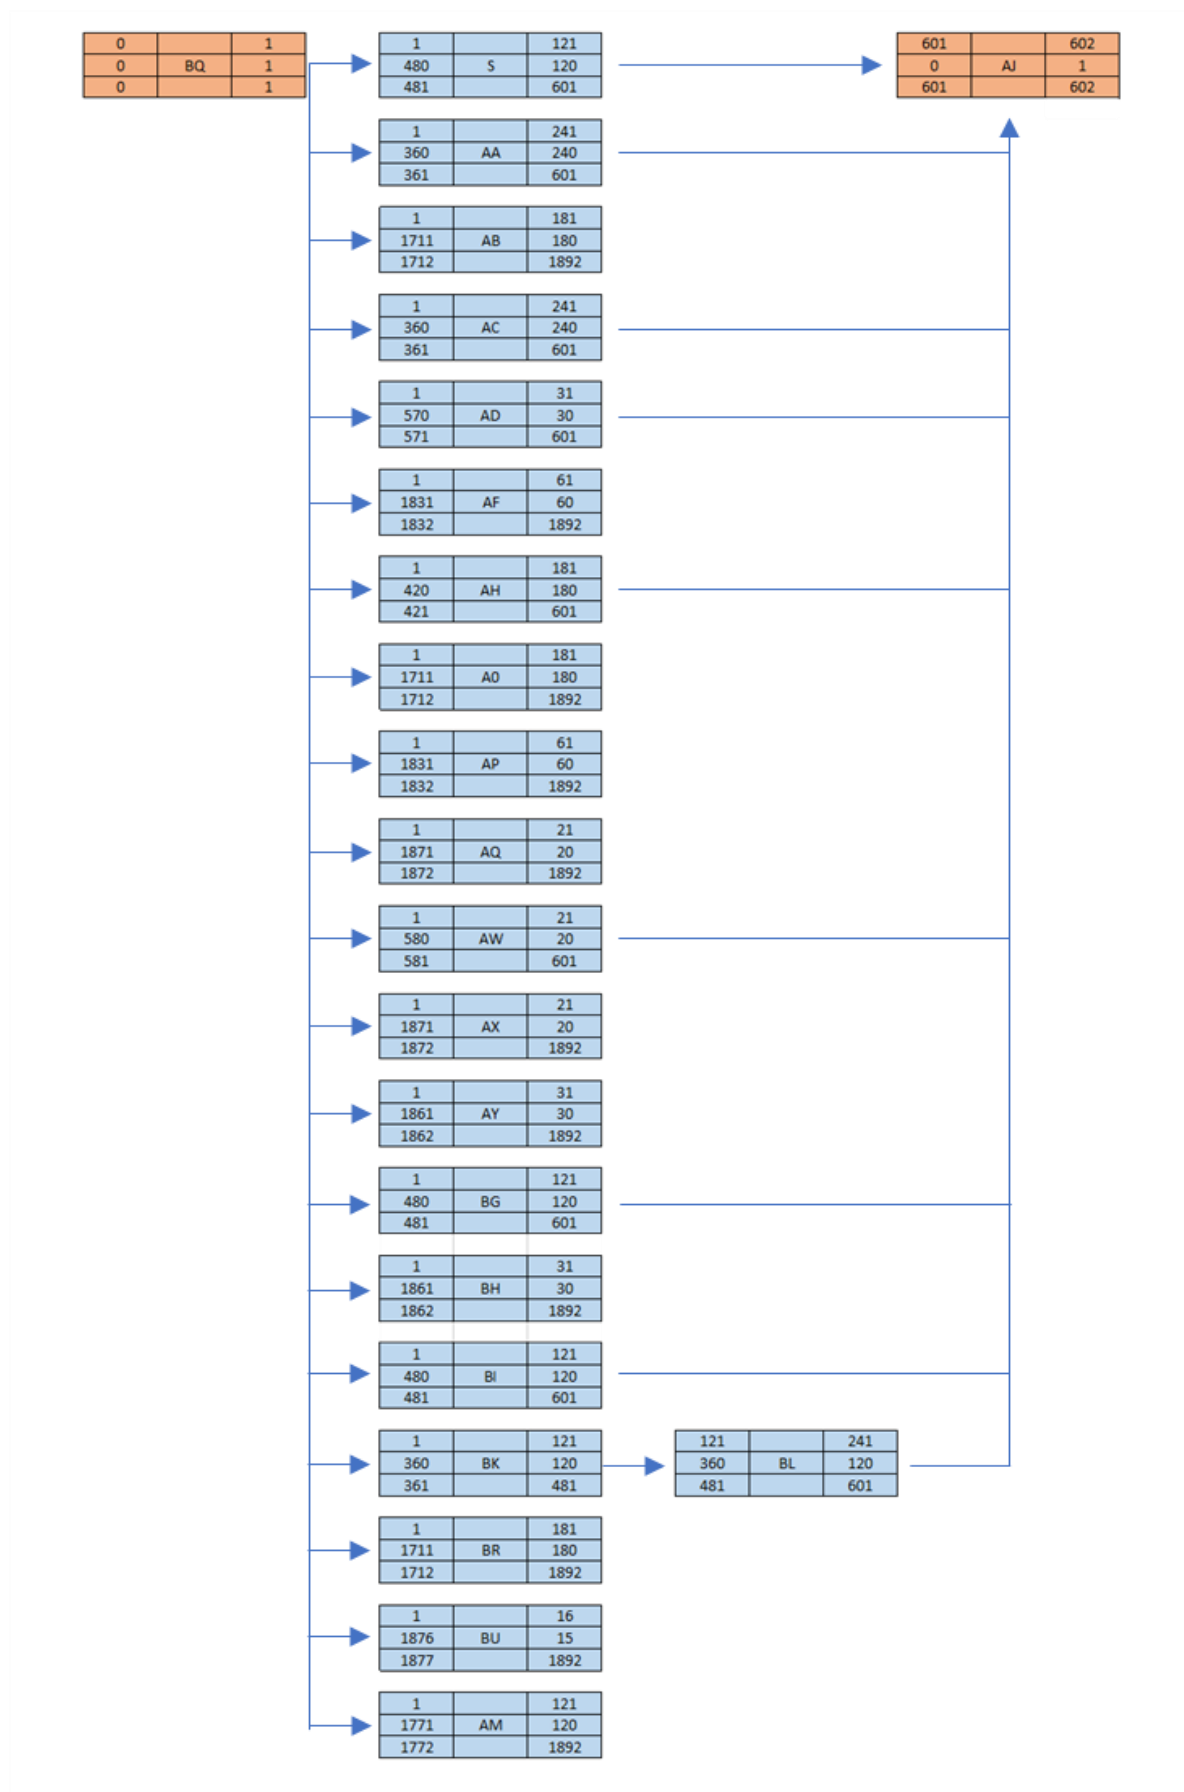 0 1
0 BQ 1
0 1
1 121
480 S 120
481 601
601 602
0 AJ 1
601 602
1 241
360 AA 240
361 601
1 181
1711 AB 180
1712 1892
1 241
360 AC 240
361 601
1 31
570 AD 30
571 601
1 61
1831 AF 60
1832 1892
1 181
420 AH 180
421 601
1 181
1711 A0 180
1712 1892
1 61
1831 AP 60
1832 1892
1 21
1871 AQ 20
1872 1892
1 21
580 AW 20
581 601
1 21
1871 AX 20
1872 1892
1 31
1861 AY 30
1862 1892
1 121
480 BG 120
481 601
1 31
1861 BH 30
1862 1892
1 121
480 BI 120
481 601
1 121
360 BK 120
361 481
121 241
360 BL 120
481 601
1 181
1711 BR 180
1712 1892
1 16
1876 BU 15
1877 1892
1 121
1771 AM 120
1772 1892